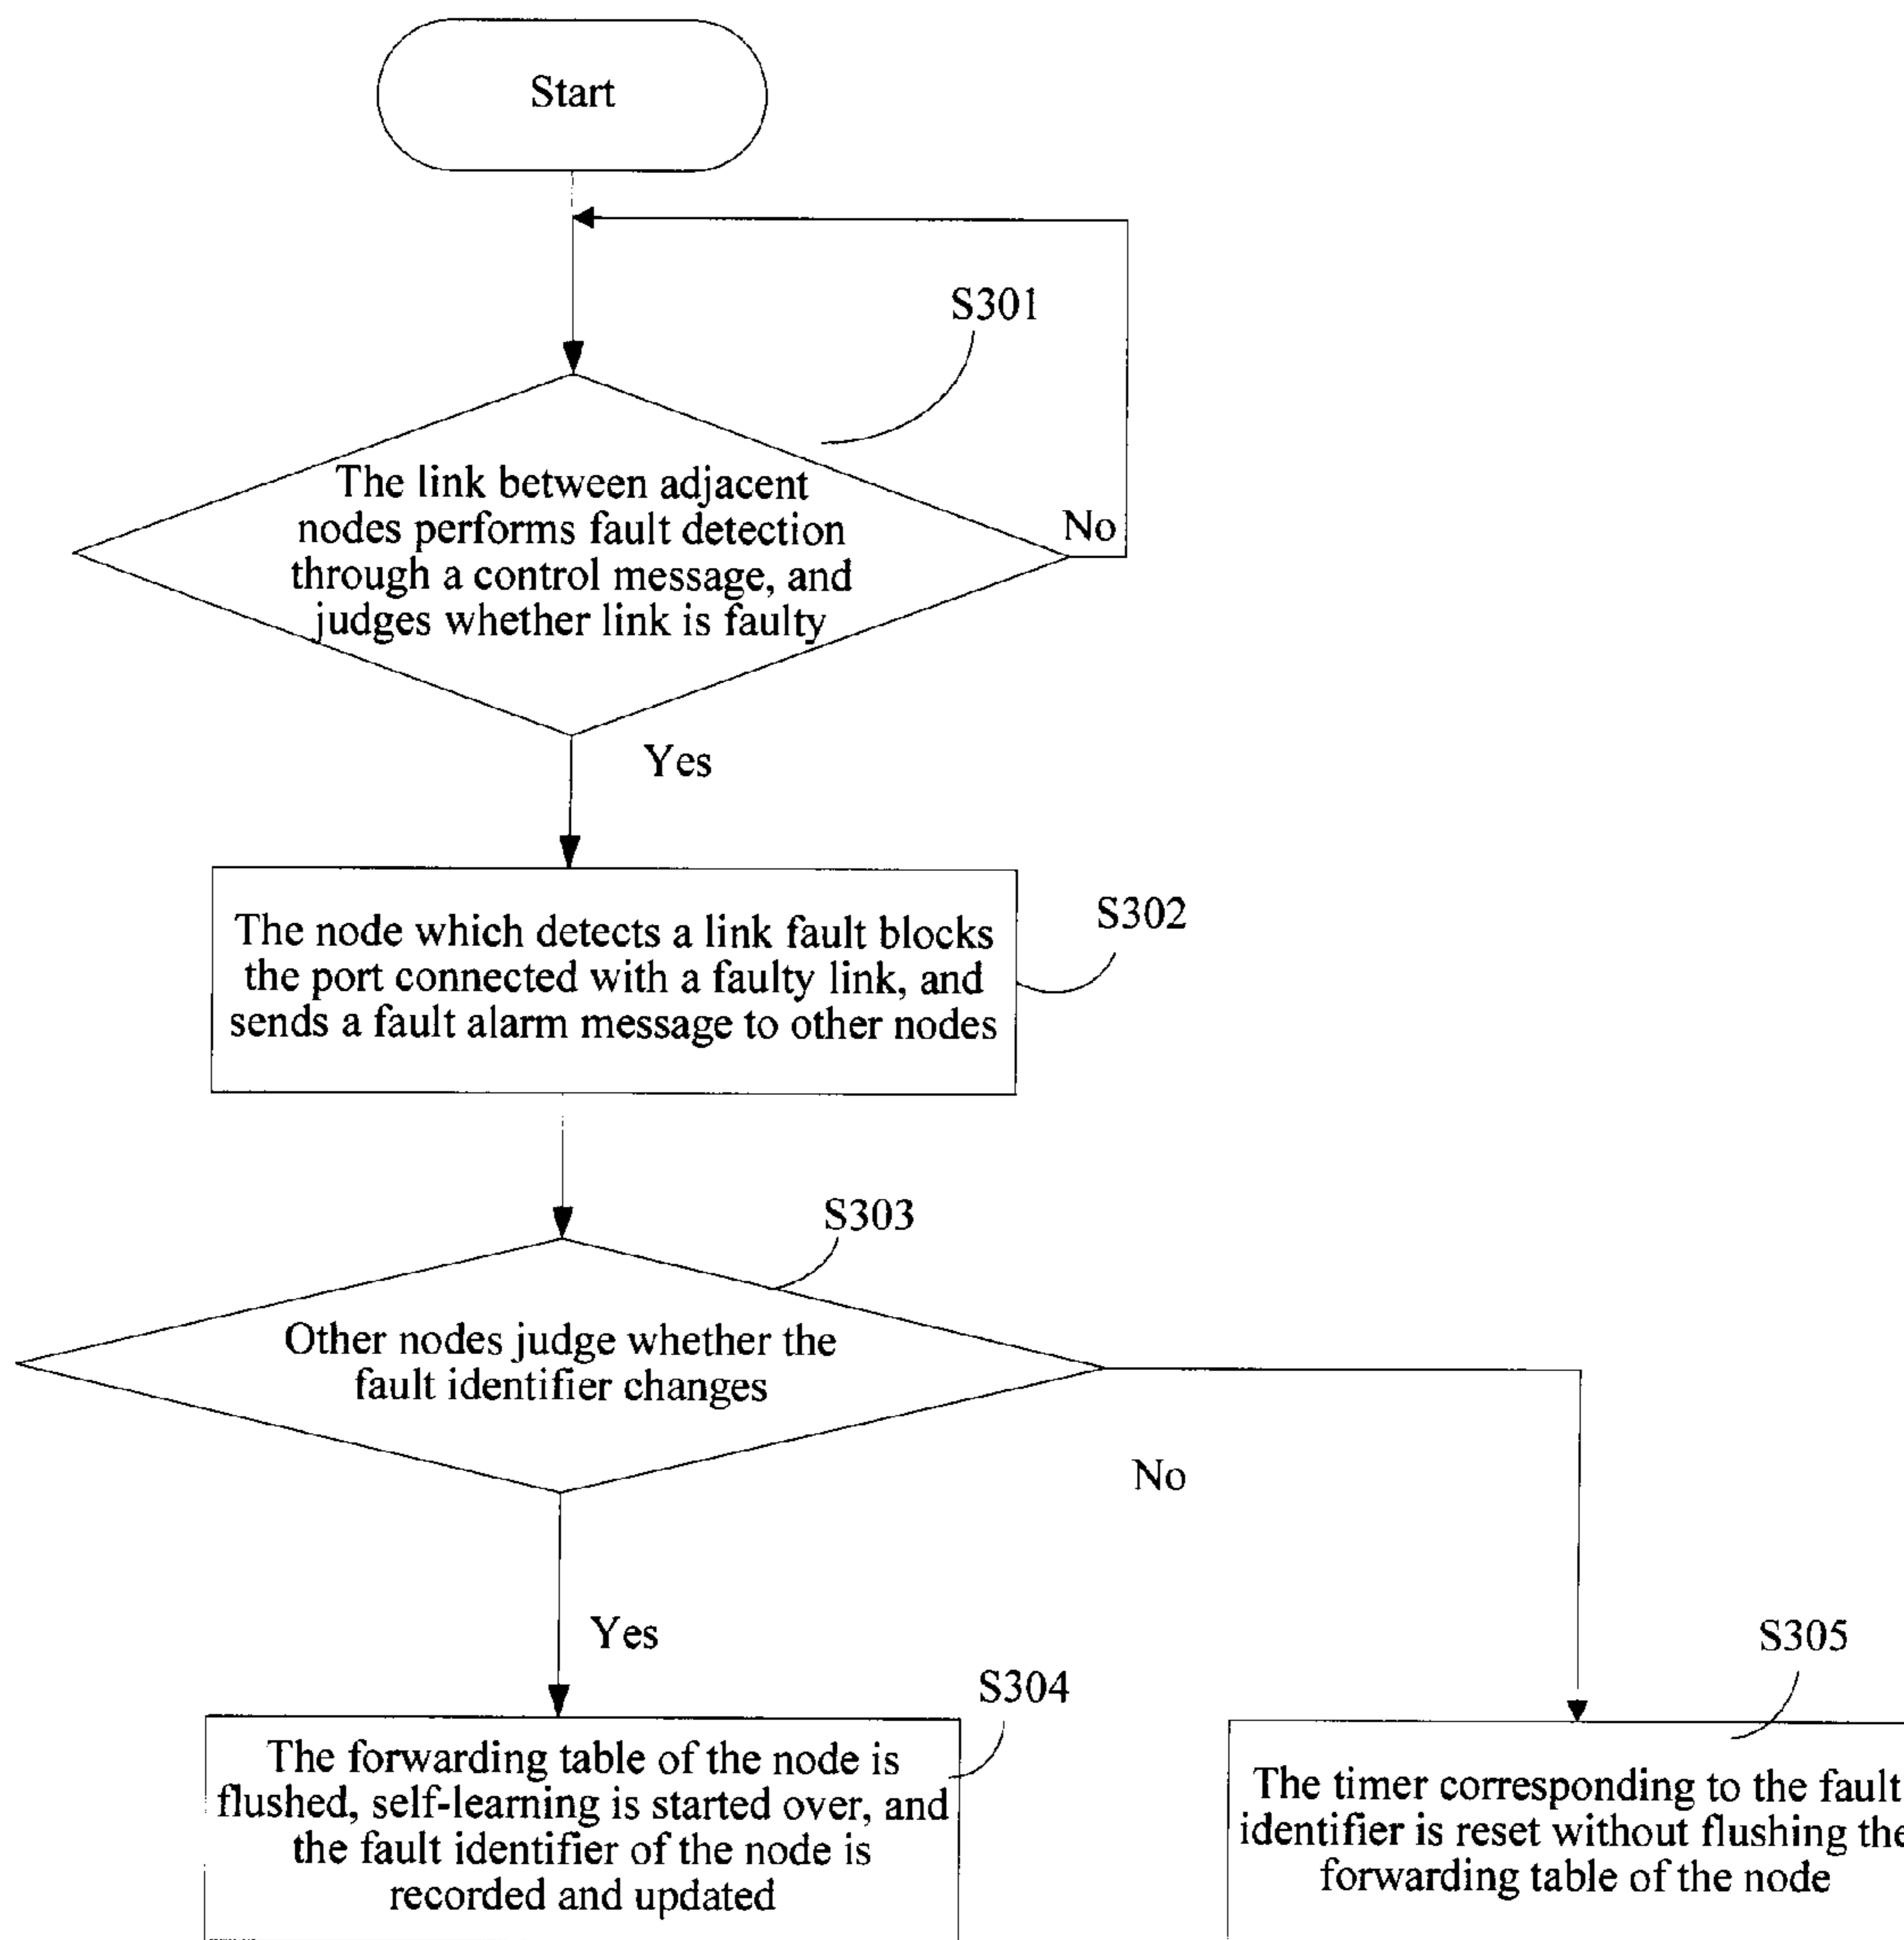 Start
S301
The link between adjacent
nodes performs fault detection
through a control message, and
judges whether link is faulty
No
Yes
The node which detects a link fault blocks
the port connected with a faulty link, and
sends a fault alarm message to other nodes
S302
S303
Other nodes judge whether the
fault identifier changes
No
Yes
S304
The forwarding table of the node is
flushed, self-learning is started over, and
the fault identifier of the node is
recorded and updated
S305
The timer corresponding to the fault
identifier is reset without flushing the
forwarding table of the node